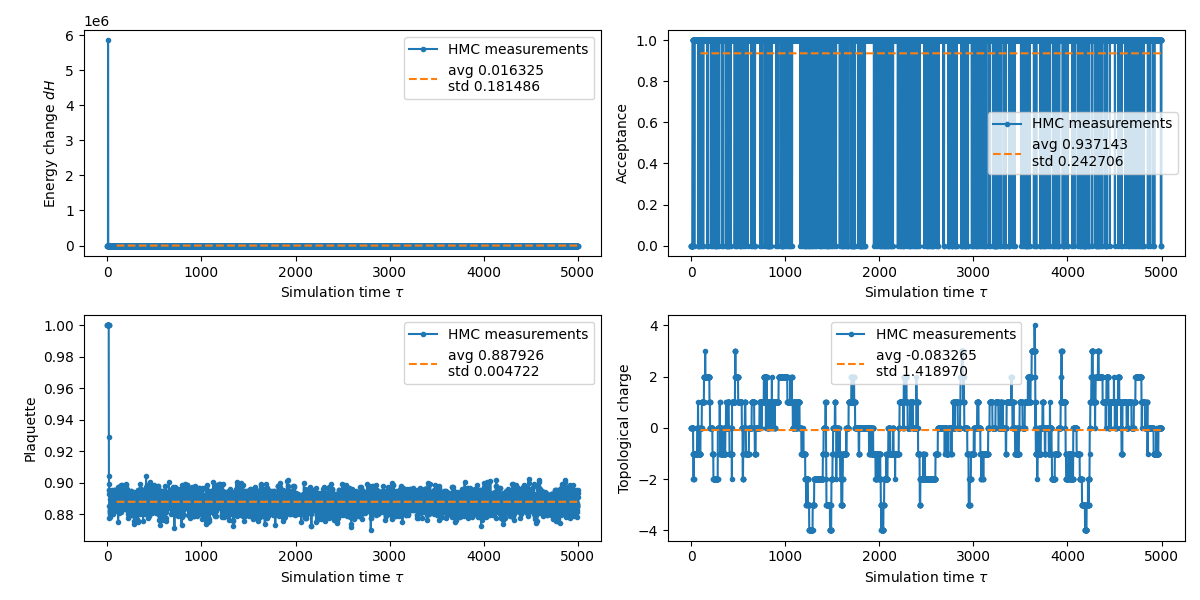 1e6
6
5
4
3
2
1
0
Energy change dH
0 1000 2000 3000 4000 5000
Simulation time τ
HMC measurements
avg 0.016325
std 0.181486
1.0
0.8
0.6
0.4
0.2
0.0
Acceptance
0 1000 2000 3000 4000 5000
Simulation time τ
HMC measurements
avg 0.937143
std 0.242706
1.00
0.98
0.96
0.94
0.92
0.90
0.88
Plaquette
0 1000 2000 3000 4000 5000
Simulation time τ
HMC measurements
avg 0.887926
std 0.004722
4
2
0
−2
−4
Topological charge
0 1000 2000 3000 4000 5000
Simulation time τ
HMC measurements
avg -0.083265
std 1.418970